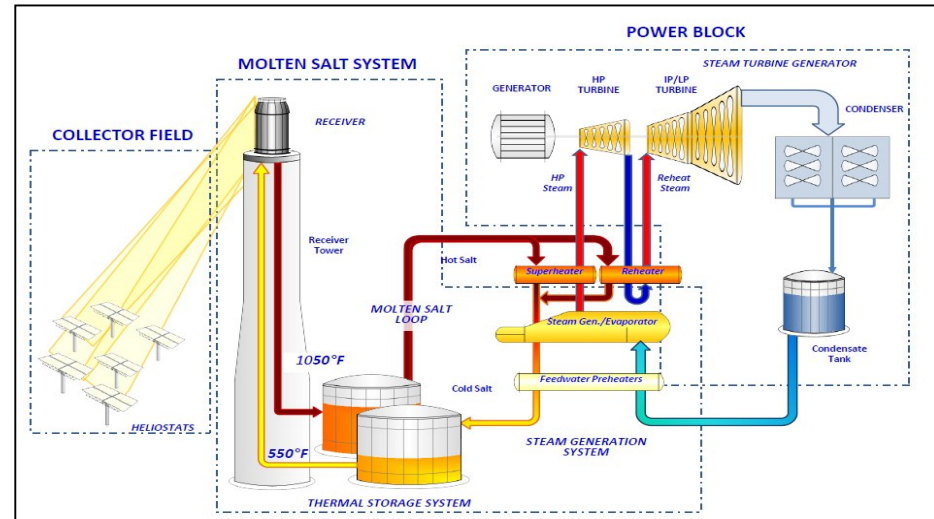 POWER BLOCK
MOLTEN SALT SYSTEM
STEAM TURBINE GENERATOR
GENERATOR
HP
TURBINE
IP/LP
TURBINE
CONDENSER
RECEIVER
COLLECTOR FIELD
HP
Steam
Reheat
Steam
Receiver
Tower
Hot Salt
Superheater
Reheater
MOLTEN SALT
LOOP
Steam Gen./Evaporator
Condensate
Tank
1050°F
Cold Salt
Feedwater Preheaters
HELIOSTATS
550°F
STEAM GENERATION
SYSTEM
THERMAL STORAGE SYSTEM